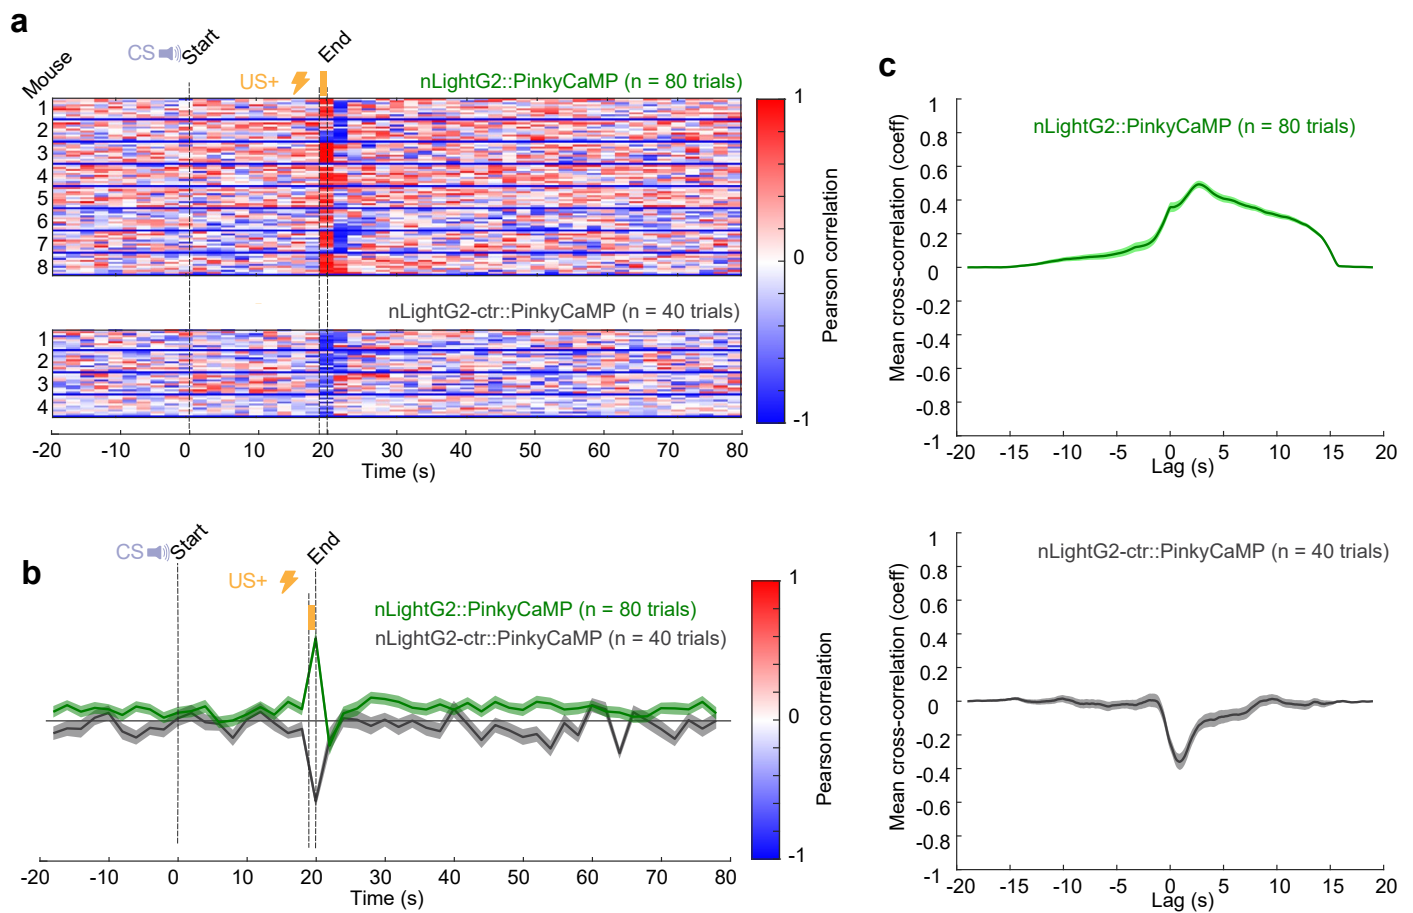 a
CS Start
End
Mouse
US+
nLightG2::PinkyCaMP (n = 80 trials)
1
2
3
4
5
6
7
8
nLightG2-ctr::PinkyCaMP (n = 40 trials)
1
2
3
4
-20 -10 0 10 20 30 40 50 60 70 80
Time (s)
1
0
-1
Pearson correlation
b
CS Start
End
US+
nLightG2::PinkyCaMP (n = 80 trials)
nLightG2-ctr::PinkyCaMP (n = 40 trials)
-20 -10 0 10 20 30 40 50 60 70 80
Time (s)
1
0
-1
Pearson correlation
c
nLightG2::PinkyCaMP (n = 80 trials)
Mean cross-correlation (coeff)
1
0.8
0.6
0.4
0.2
0
-0.2
-0.4
-0.6
-0.8
-1
-20 -15 -10 -5 0 5 10 15 20
Lag (s)
nLightG2-ctr::PinkyCaMP (n = 40 trials)
Mean cross-correlation (coeff)
1
0.8
0.6
0.4
0.2
0
-0.2
-0.4
-0.6
-0.8
-1
-20 -15 -10 -5 0 5 10 15 20
Lag (s)